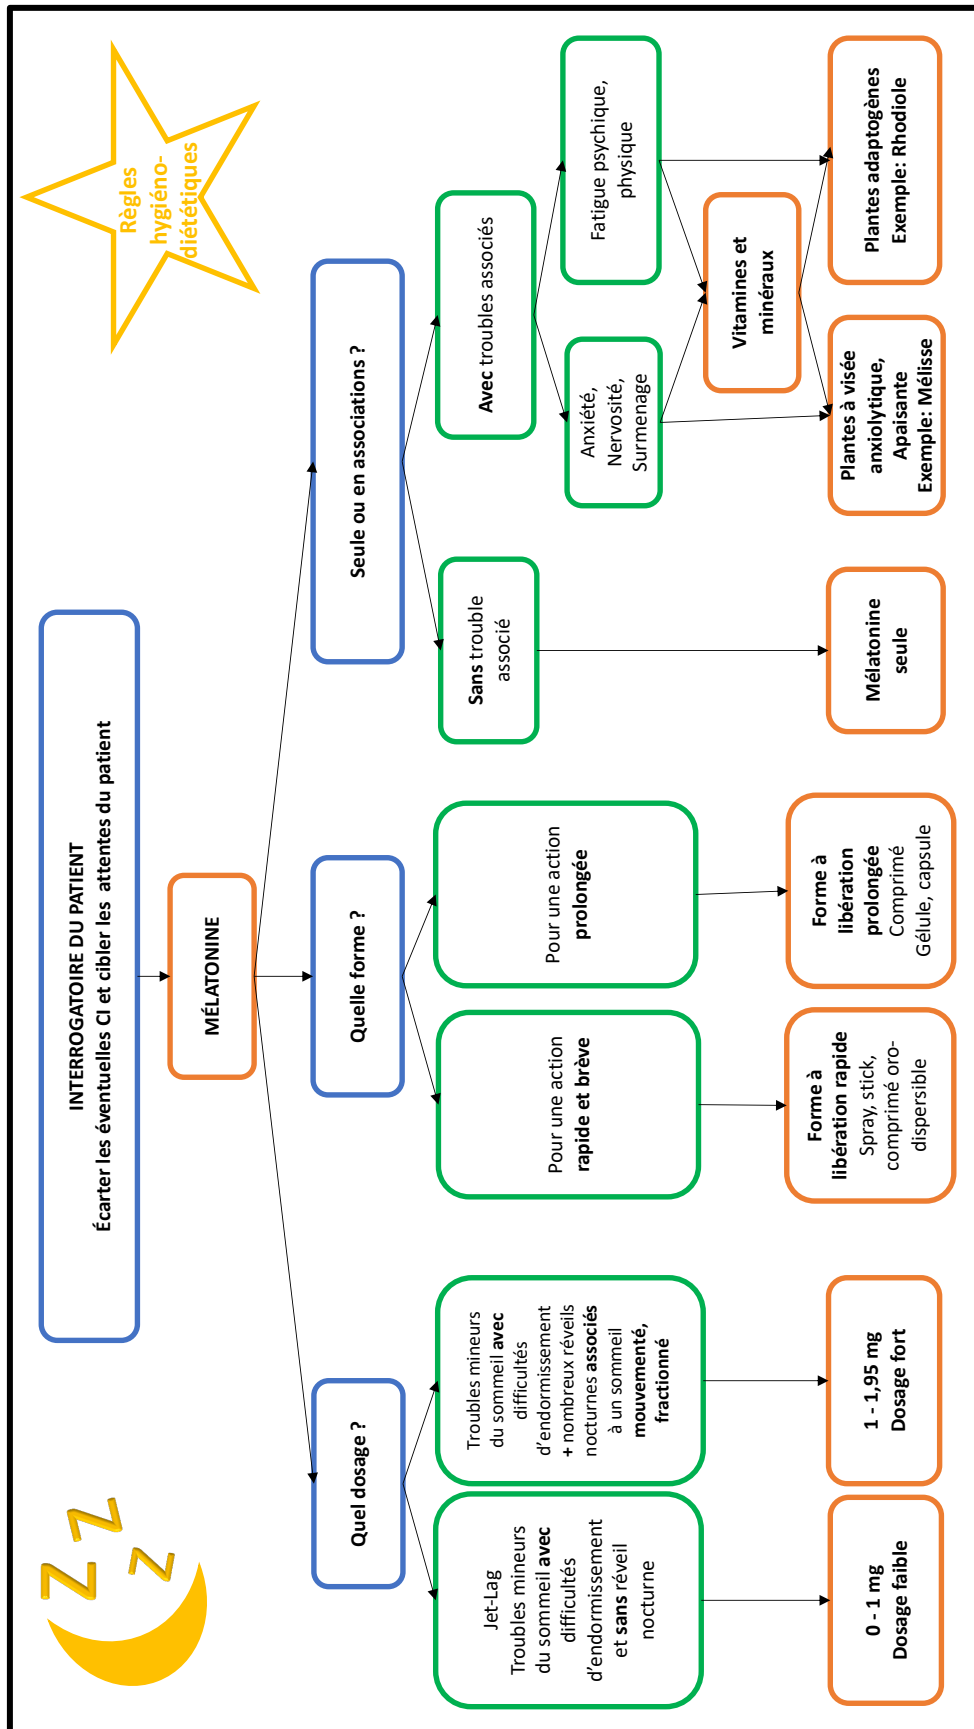 Z
Z
Z
Règles
hygiéno-
diététiques
INTERROGATOIRE DU PATIENT
Écarter les éventuelles CI et cibler les attentes du patient
MÉLATONINE
Quel dosage ?
Quelle forme ?
Seule ou en associations ?
Jet-Lag
Troubles mineurs
du sommeil avec
difficultés
d'endormissement
et sans réveil
nocturne
Troubles mineurs
du sommeil avec
difficultés
d'endormissement
+ nombreux réveils
nocturnes associés
à un sommeil
mouvementé,
fractionné
Pour une action
rapide et brève
Pour une action
prolongée
Sans trouble
associé
Avec troubles associés
Anxiété,
Nervosité,
Surmenage
Fatigue psychique,
physique
Vitamines et
minéraux
0 - 1 mg
Dosage faible
1 - 1,95 mg
Dosage fort
Forme à
libération rapide
Spray, stick,
comprimé oro-
dispersible
Forme à
libération
prolongée
Comprimé
Gélule, capsule
Mélatonine
seule
Plantes à visée
anxiolytique,
Apaisante
Exemple: Mélisse
Plantes adaptogènes
Exemple: Rhodiole